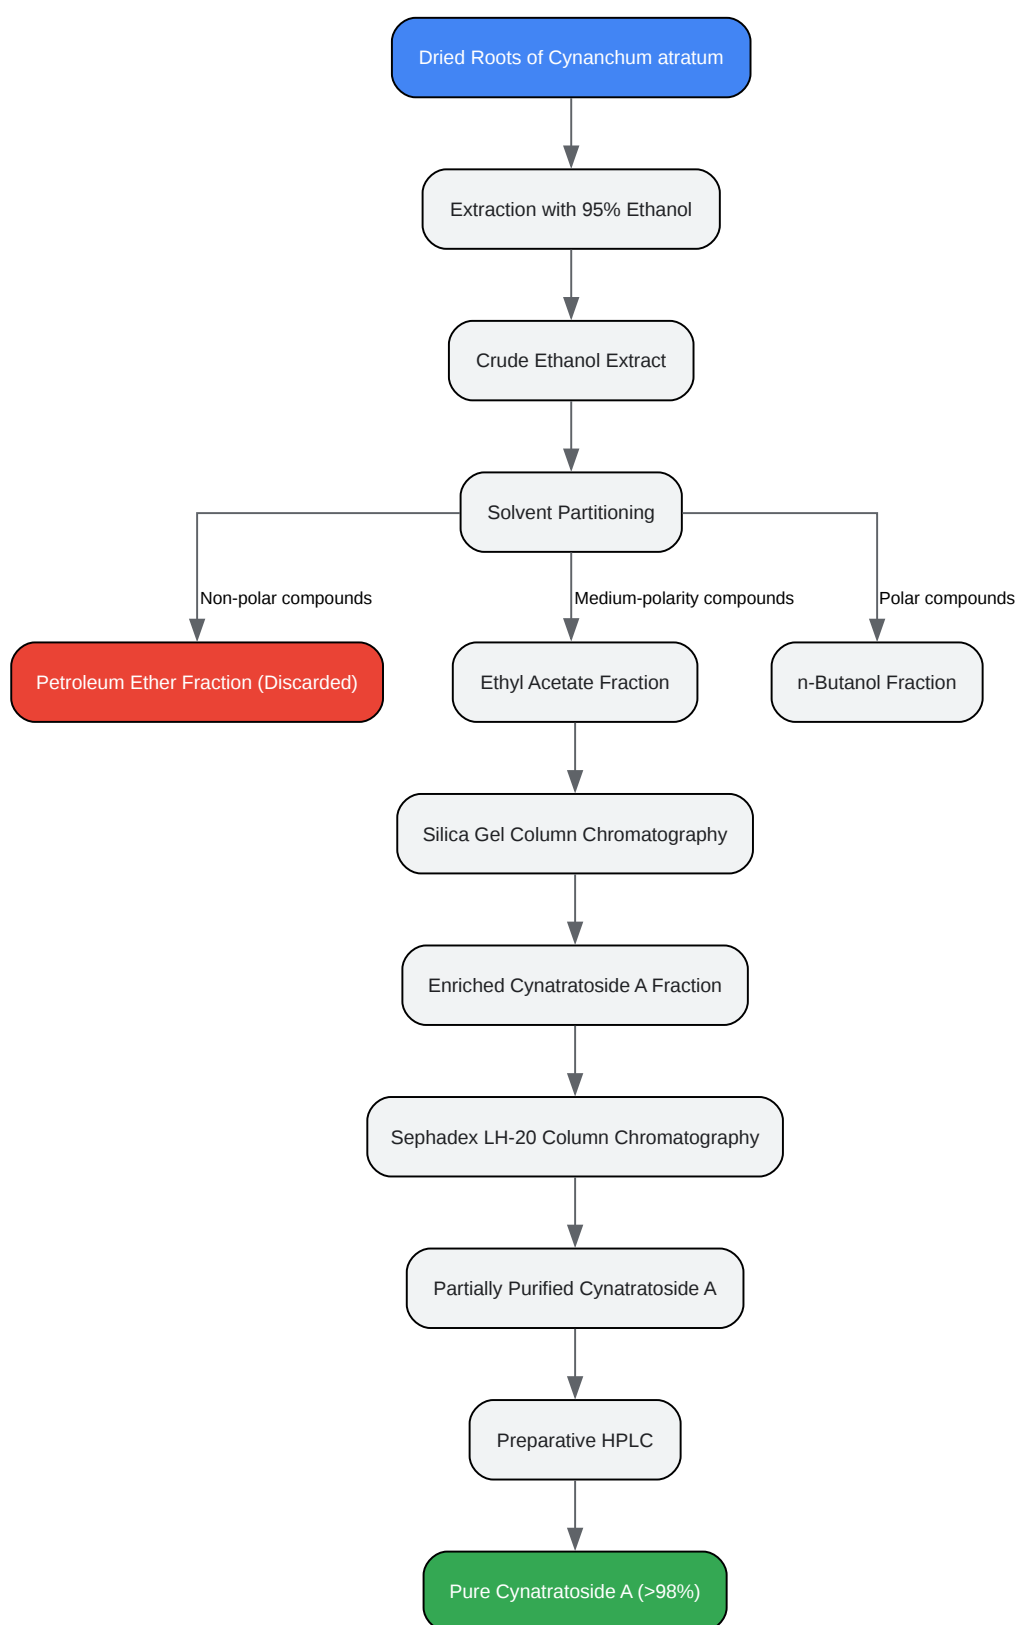 Dried Roots of Cynanchum atratum
Extraction with 95% Ethanol
Crude Ethanol Extract
Solvent Partitioning
Non-polar compounds
Medium-polarity compounds
Polar compounds
Petroleum Ether Fraction (Discarded)
Ethyl Acetate Fraction
n-Butanol Fraction
Silica Gel Column Chromatography
Enriched Cynatratoside A Fraction
Sephadex LH-20 Column Chromatography
Partially Purified Cynatratoside A
Preparative HPLC
Pure Cynatratoside A (>98%)